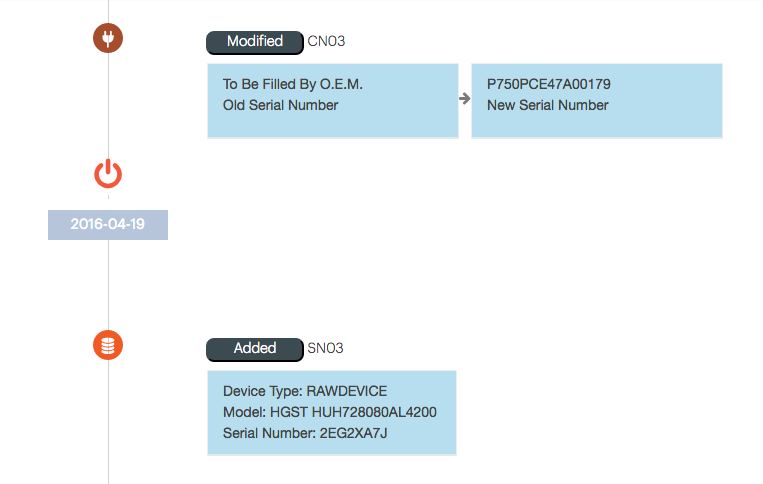 Modified CN03
To Be Filled By O.E.M.
Old Serial Number
P750PCE47A00179
New Serial Number
2016-04-19
Added SN03
Device Type: RAWDEVICE
Model: HGST HUH728080AL4200
Serial Number: 2EG2XA7J